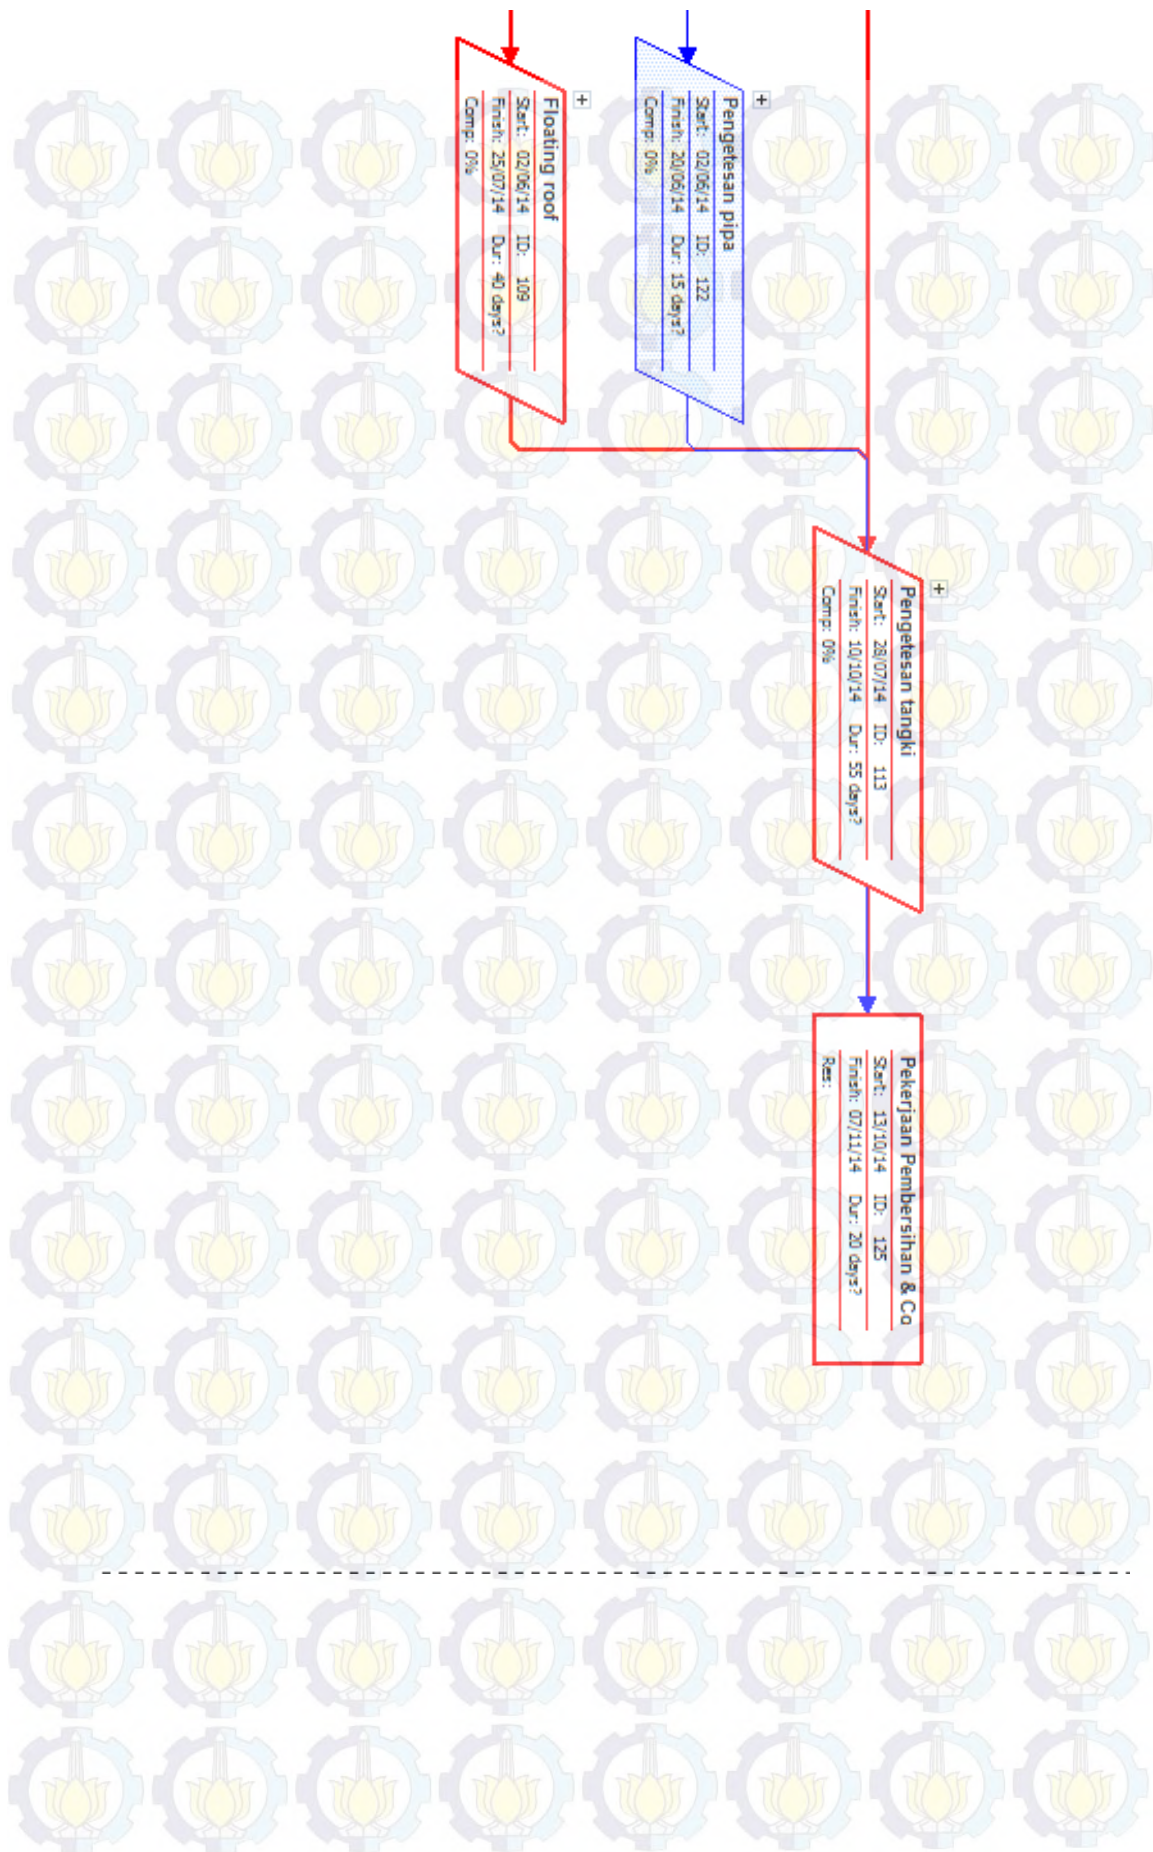 Pengetesan pipa
Start: 02/06/14 ID: 122
Finish: 20/06/14 Dur: 15 days?
Comp: 0%
Floating roof
Start: 02/06/14 ID: 109
Finish: 25/07/14 Dur: 40 days?
Comp: 0%
Pengetesan tangki
Start: 28/07/14 ID: 113
Finish: 10/10/14 Dur: 55 days?
Comp: 0%
Pekerjaan Pembersihan & Co
Start: 13/10/14 ID: 125
Finish: 07/11/14 Dur: 20 days?
Res: